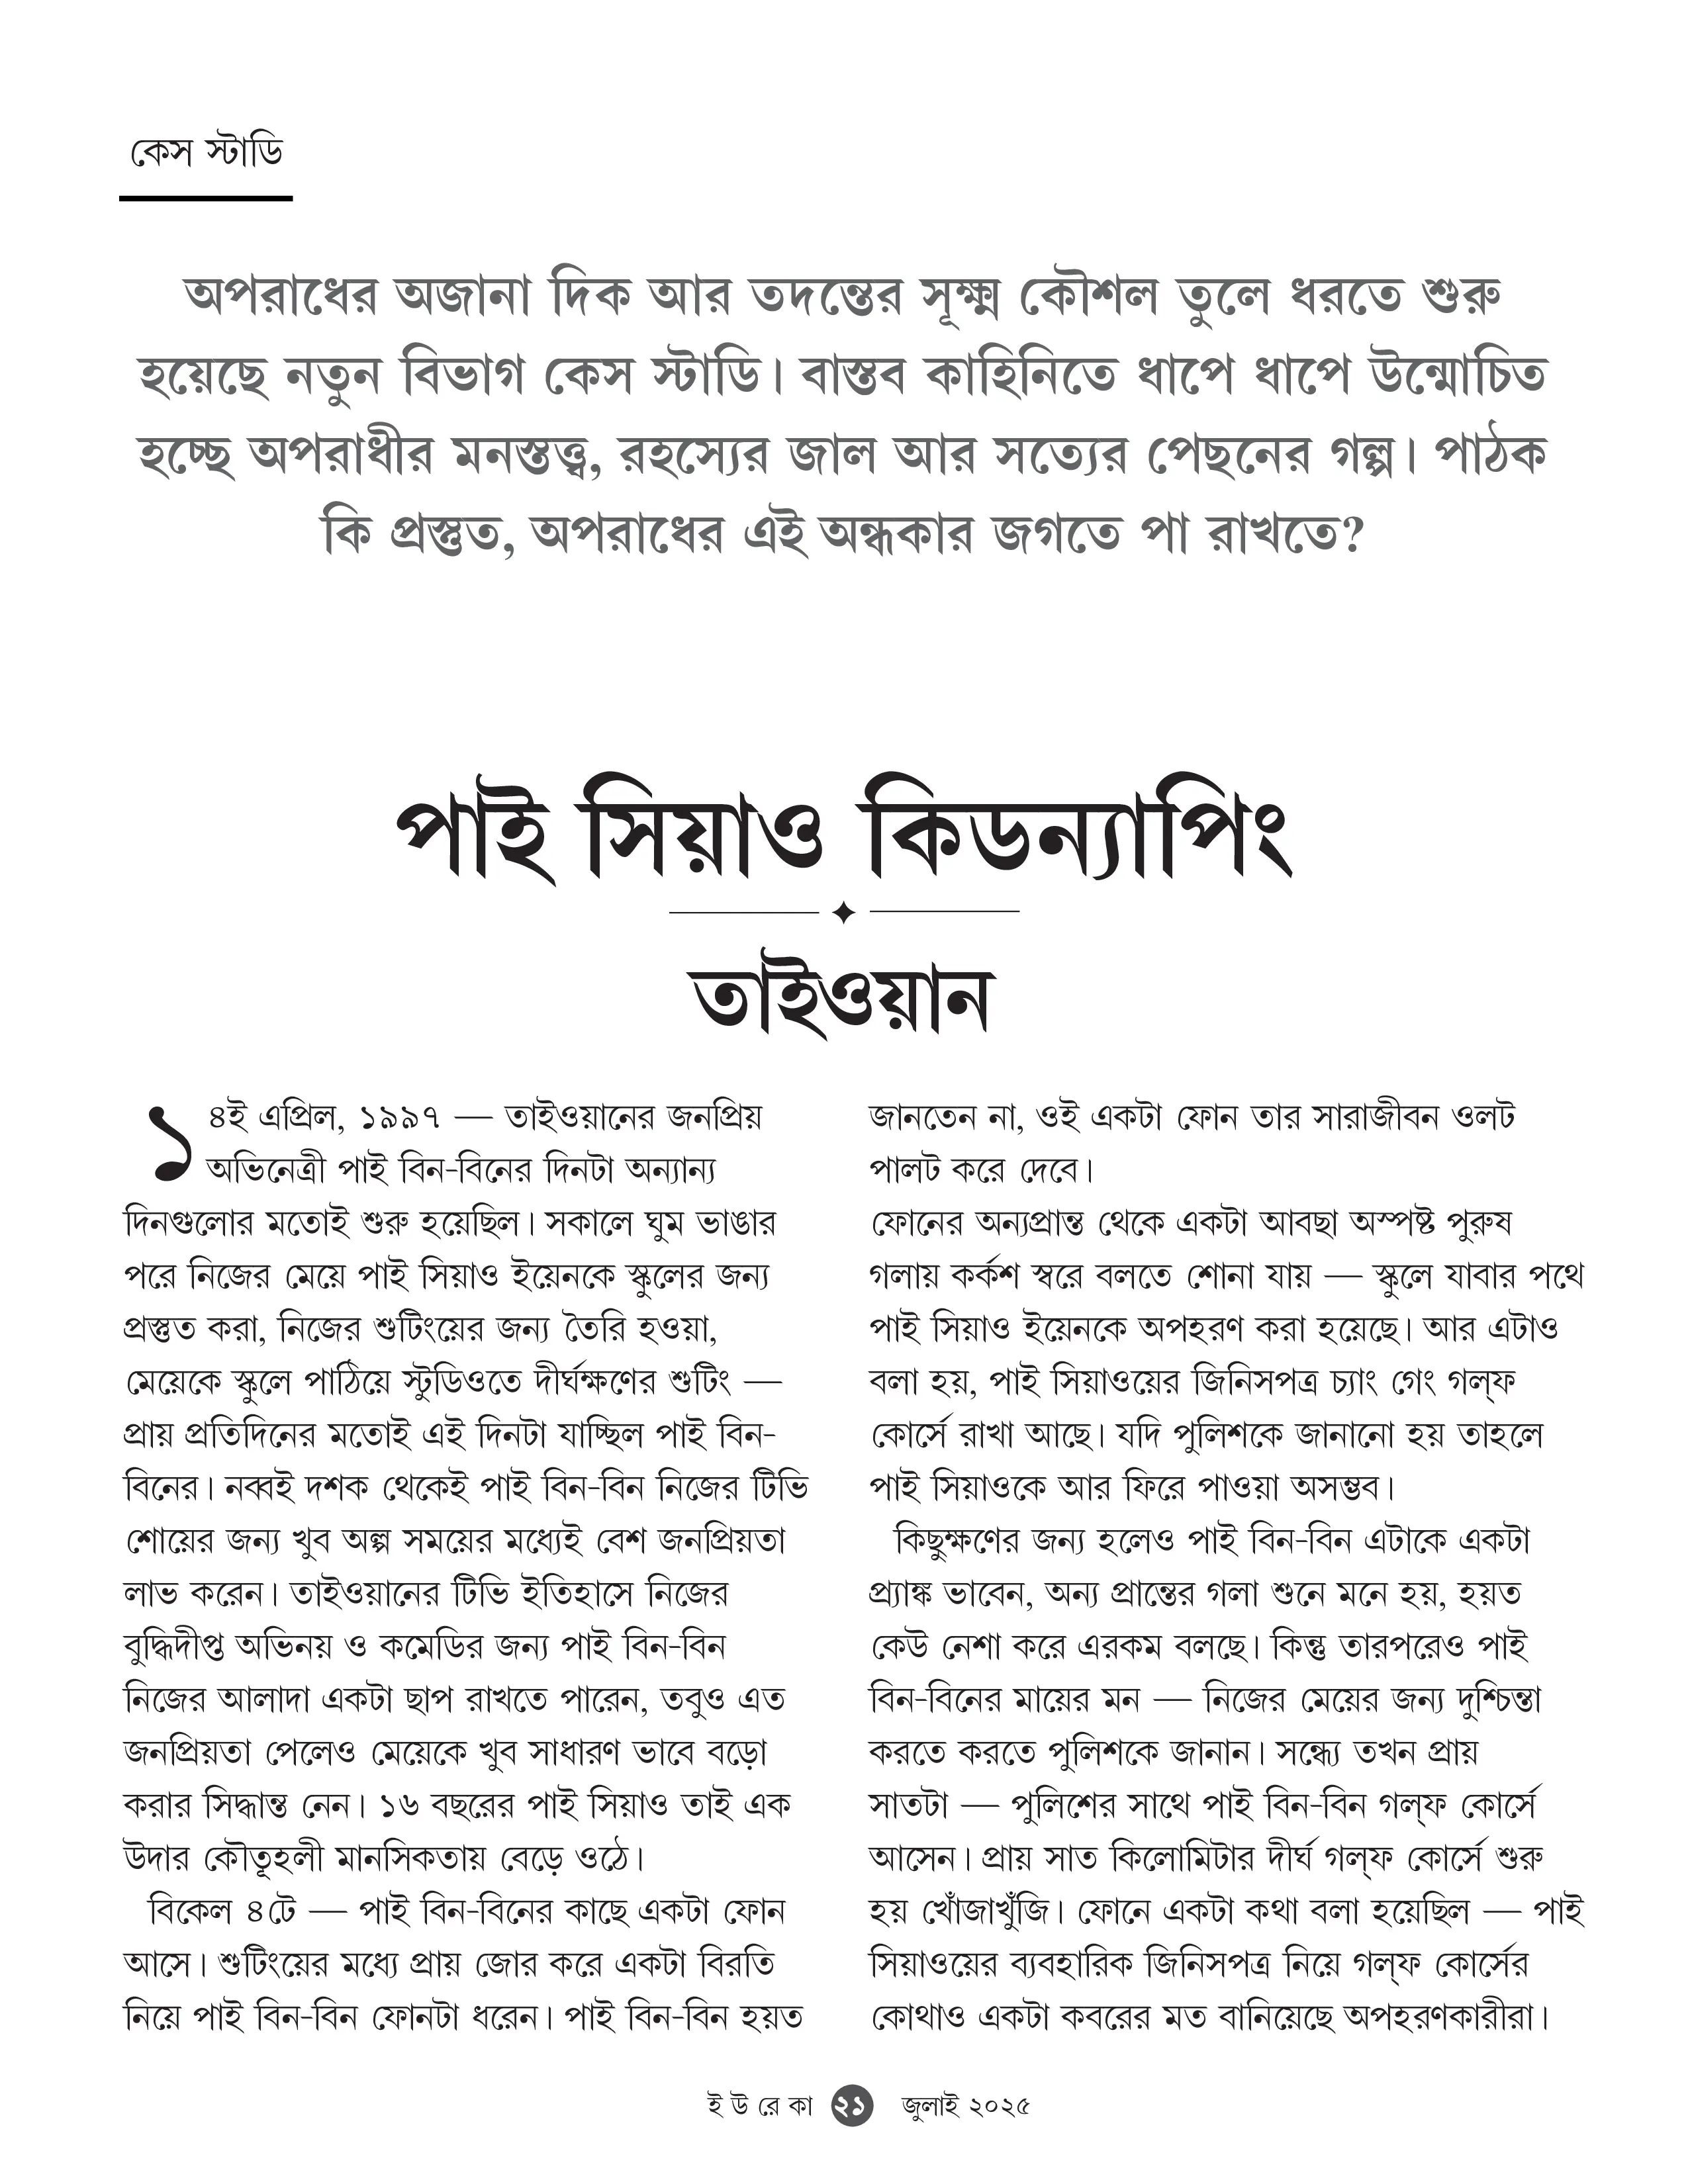 কেস স্টাডি
অপরাধের অজানা দিক আর তদন্তের সূক্ষ্ম কৌশল তুলে ধরতে শুরু
হয়েছে নতুন বিভাগ কেস স্টাডি। বাস্তব কাহিনিতে ধাপে ধাপে উন্মোচিত
হচ্ছে অপরাধীর মনস্তত্ত্ব, রহস্যের জাল আর সত্যের পেছনের গল্প। পাঠক
কি প্রস্তুত, অপরাধের এই অন্ধকার জগতে পা রাখতে?
পাই সিয়াও কিডন্যাপিং
তাইওয়ান
১৪ই এপ্রিল, ১৯৯৭ — তাইওয়ানের জনপ্রিয়
অভিনেত্রী পাই বিন-বিনের দিনটা অন্যান্য
দিনগুলোর মতোই শুরু হয়েছিল। সকালে ঘুম ভাঙার
পরে নিজের মেয়ে পাই সিয়াও ইয়েনকে স্কুলের জন্য
প্রস্তুত করা, নিজের শুটিংয়ের জন্য তৈরি হওয়া,
মেয়েকে স্কুলে পাঠিয়ে স্টুডিওতে দীর্ঘক্ষণের শুটিং —
প্রায় প্রতিদিনের মতোই এই দিনটা যাচ্ছিল পাই বিন-
বিনের। নব্বই দশক থেকেই পাই বিন-বিন নিজের টিভি
শোয়ের জন্য খুব অল্প সময়ের মধ্যেই বেশ জনপ্রিয়তা
লাভ করেন। তাইওয়ানের টিভি ইতিহাসে নিজের
বুদ্ধিদীপ্ত অভিনয় ও কমেডির জন্য পাই বিন-বিন
নিজের আলাদা একটা ছাপ রাখতে পারেন, তবুও এত
জনপ্রিয়তা পেলেও মেয়েকে খুব সাধারণ ভাবে বড়ো
করার সিদ্ধান্ত নেন। ১৬ বছরের পাই সিয়াও তাই এক
উদার কৌতূহলী মানসিকতায় বেড়ে ওঠে।
বিকেল ৪টে — পাই বিন-বিনের কাছে একটা ফোন
আসে। শুটিংয়ের মধ্যে প্রায় জোর করে একটা বিরতি
নিয়ে পাই বিন-বিন ফোনটা ধরেন। পাই বিন-বিন হয়ত
জানতেন না, ওই একটা ফোন তার সারাজীবন ওলট
পালট করে দেবে।
ফোনের অন্যপ্রান্ত থেকে একটা আবছা অস্পষ্ট পুরুষ
গলায় কর্কশ স্বরে বলতে শোনা যায় — স্কুলে যাবার পথে
পাই সিয়াও ইয়েনকে অপহরণ করা হয়েছে। আর এটাও
বলা হয়, পাই সিয়াওয়ের জিনিসপত্র চ্যাং গেং গল্‌ফ
কোর্সে রাখা আছে। যদি পুলিশকে জানানো হয় তাহলে
পাই সিয়াওকে আর ফিরে পাওয়া অসম্ভব।
কিছুক্ষণের জন্য হলেও পাই বিন-বিন এটাকে একটা
প্র্যাঙ্ক ভাবেন, অন্য প্রান্তের গলা শুনে মনে হয়, হয়ত
কেউ নেশা করে এরকম বলছে। কিন্তু তারপরেও পাই
বিন-বিনের মায়ের মন — নিজের মেয়ের জন্য দুশ্চিন্তা
করতে করতে পুলিশকে জানান। সন্ধ্যে তখন প্রায়
সাতটা — পুলিশের সাথে পাই বিন-বিন গল্‌ফ কোর্সে
আসেন। প্রায় সাত কিলোমিটার দীর্ঘ গল্‌ফ কোর্সে শুরু
হয় খোঁজাখুঁজি। ফোনে একটা কথা বলা হয়েছিল — পাই
সিয়াওয়ের ব্যবহারিক জিনিসপত্র নিয়ে গল্‌ফ কোর্সের
কোথাও একটা কবরের মত বানিয়েছে অপহরণকারীরা।
ই উ রে কা ২১ জুলাই ২০২৫